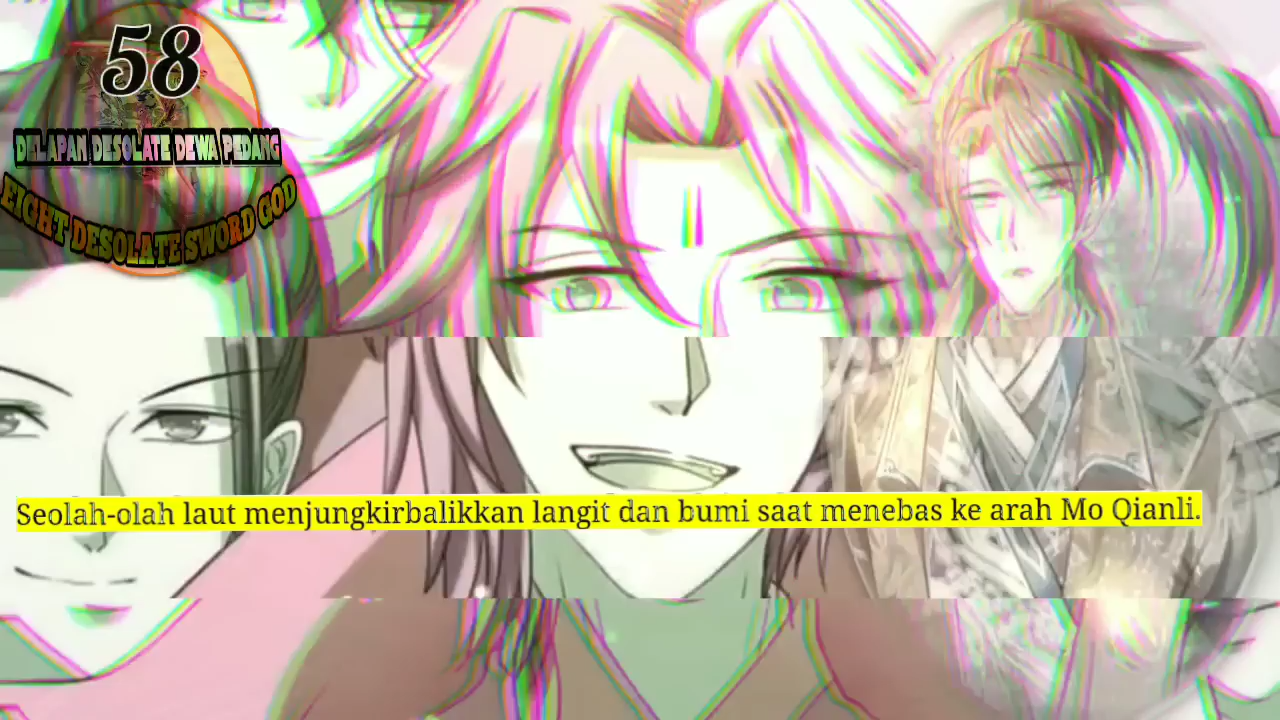 58
DELAPAN DESOLATE DEWA PEDANG
EIGHT DESOLATE SWORD GOD
Seolah-olah laut menjungkirbalikkan langit dan bumi saat menebas ke arah Mo Qianli.